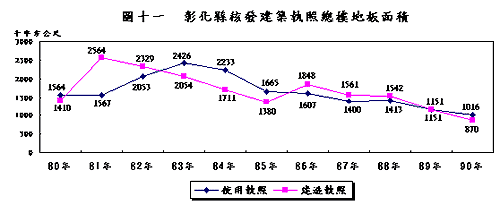 圖十一 彰化縣核發建築執照總樓地板面積
千平方公尺
3000
2500
2000
1500
1000
500
0
1564 2564 2329 2426 2233 1665 1848 1561 1542 1151 1016
1410 1567 2053 2054 1711 1380 1607 1400 1413 1151 870
80年 81年 82年 83年 84年 85年 86年 87年 88年 89年 90年
使用執照 建造執照